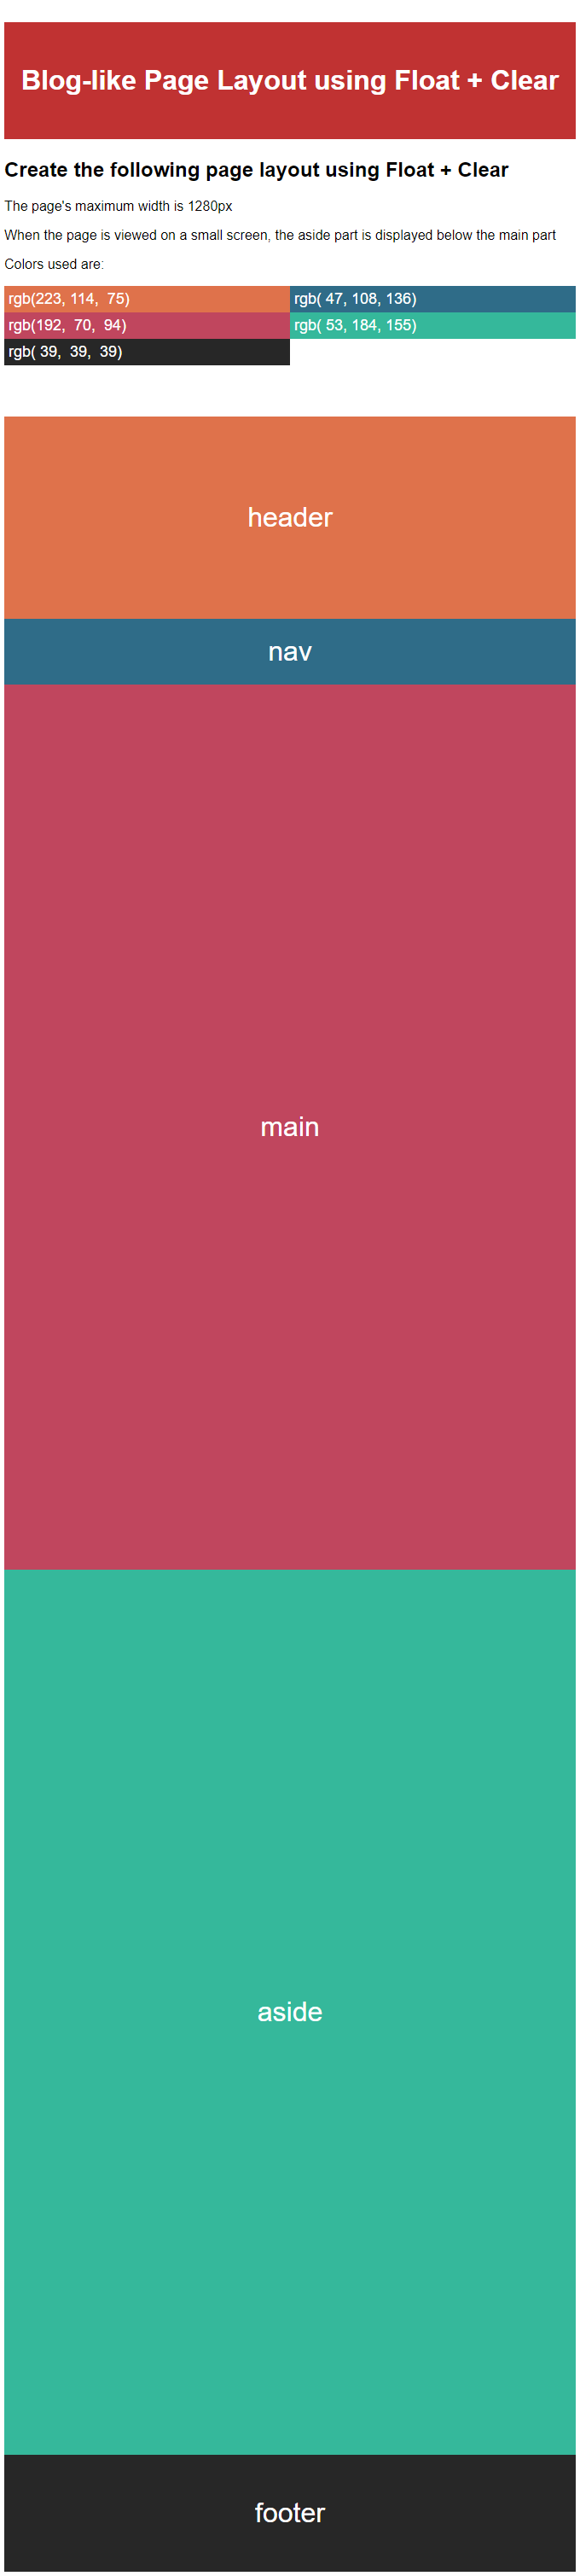 Blog-like Page Layout using Float + Clear
Create the following page layout using Float + Clear
The page's maximum width is 1280px
When the page is viewed on a small screen, the aside part is displayed below the main part
Colors used are:
rgb(223, 114,  75)
rgb( 47, 108, 136)
rgb(192,  70,  94)
rgb( 53, 184, 155)
rgb( 39,  39,  39)
header
nav
main
aside
footer